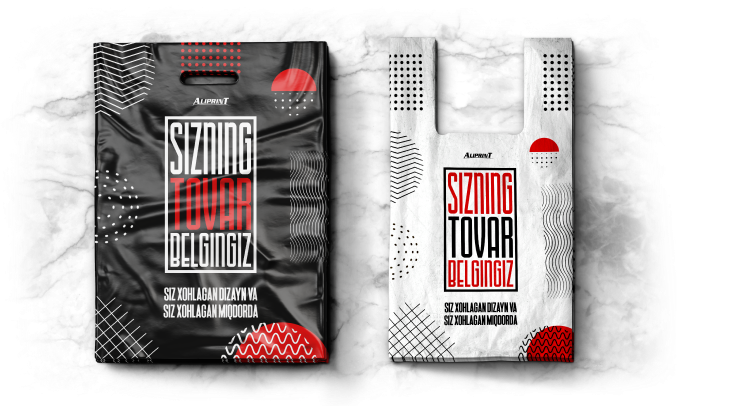 ALIPRINT
SIZNING
TOVAR
BELGINGIZ
SIZ XOHLAGAN DIZAYN VA
SIZ XOHLAGAN MIQDORDA
ALIPRINT
SIZNING
TOVAR
BELGINGIZ
SIZ XOHLAGAN DIZAYN VA
SIZ XOHLAGAN MIQDORDA